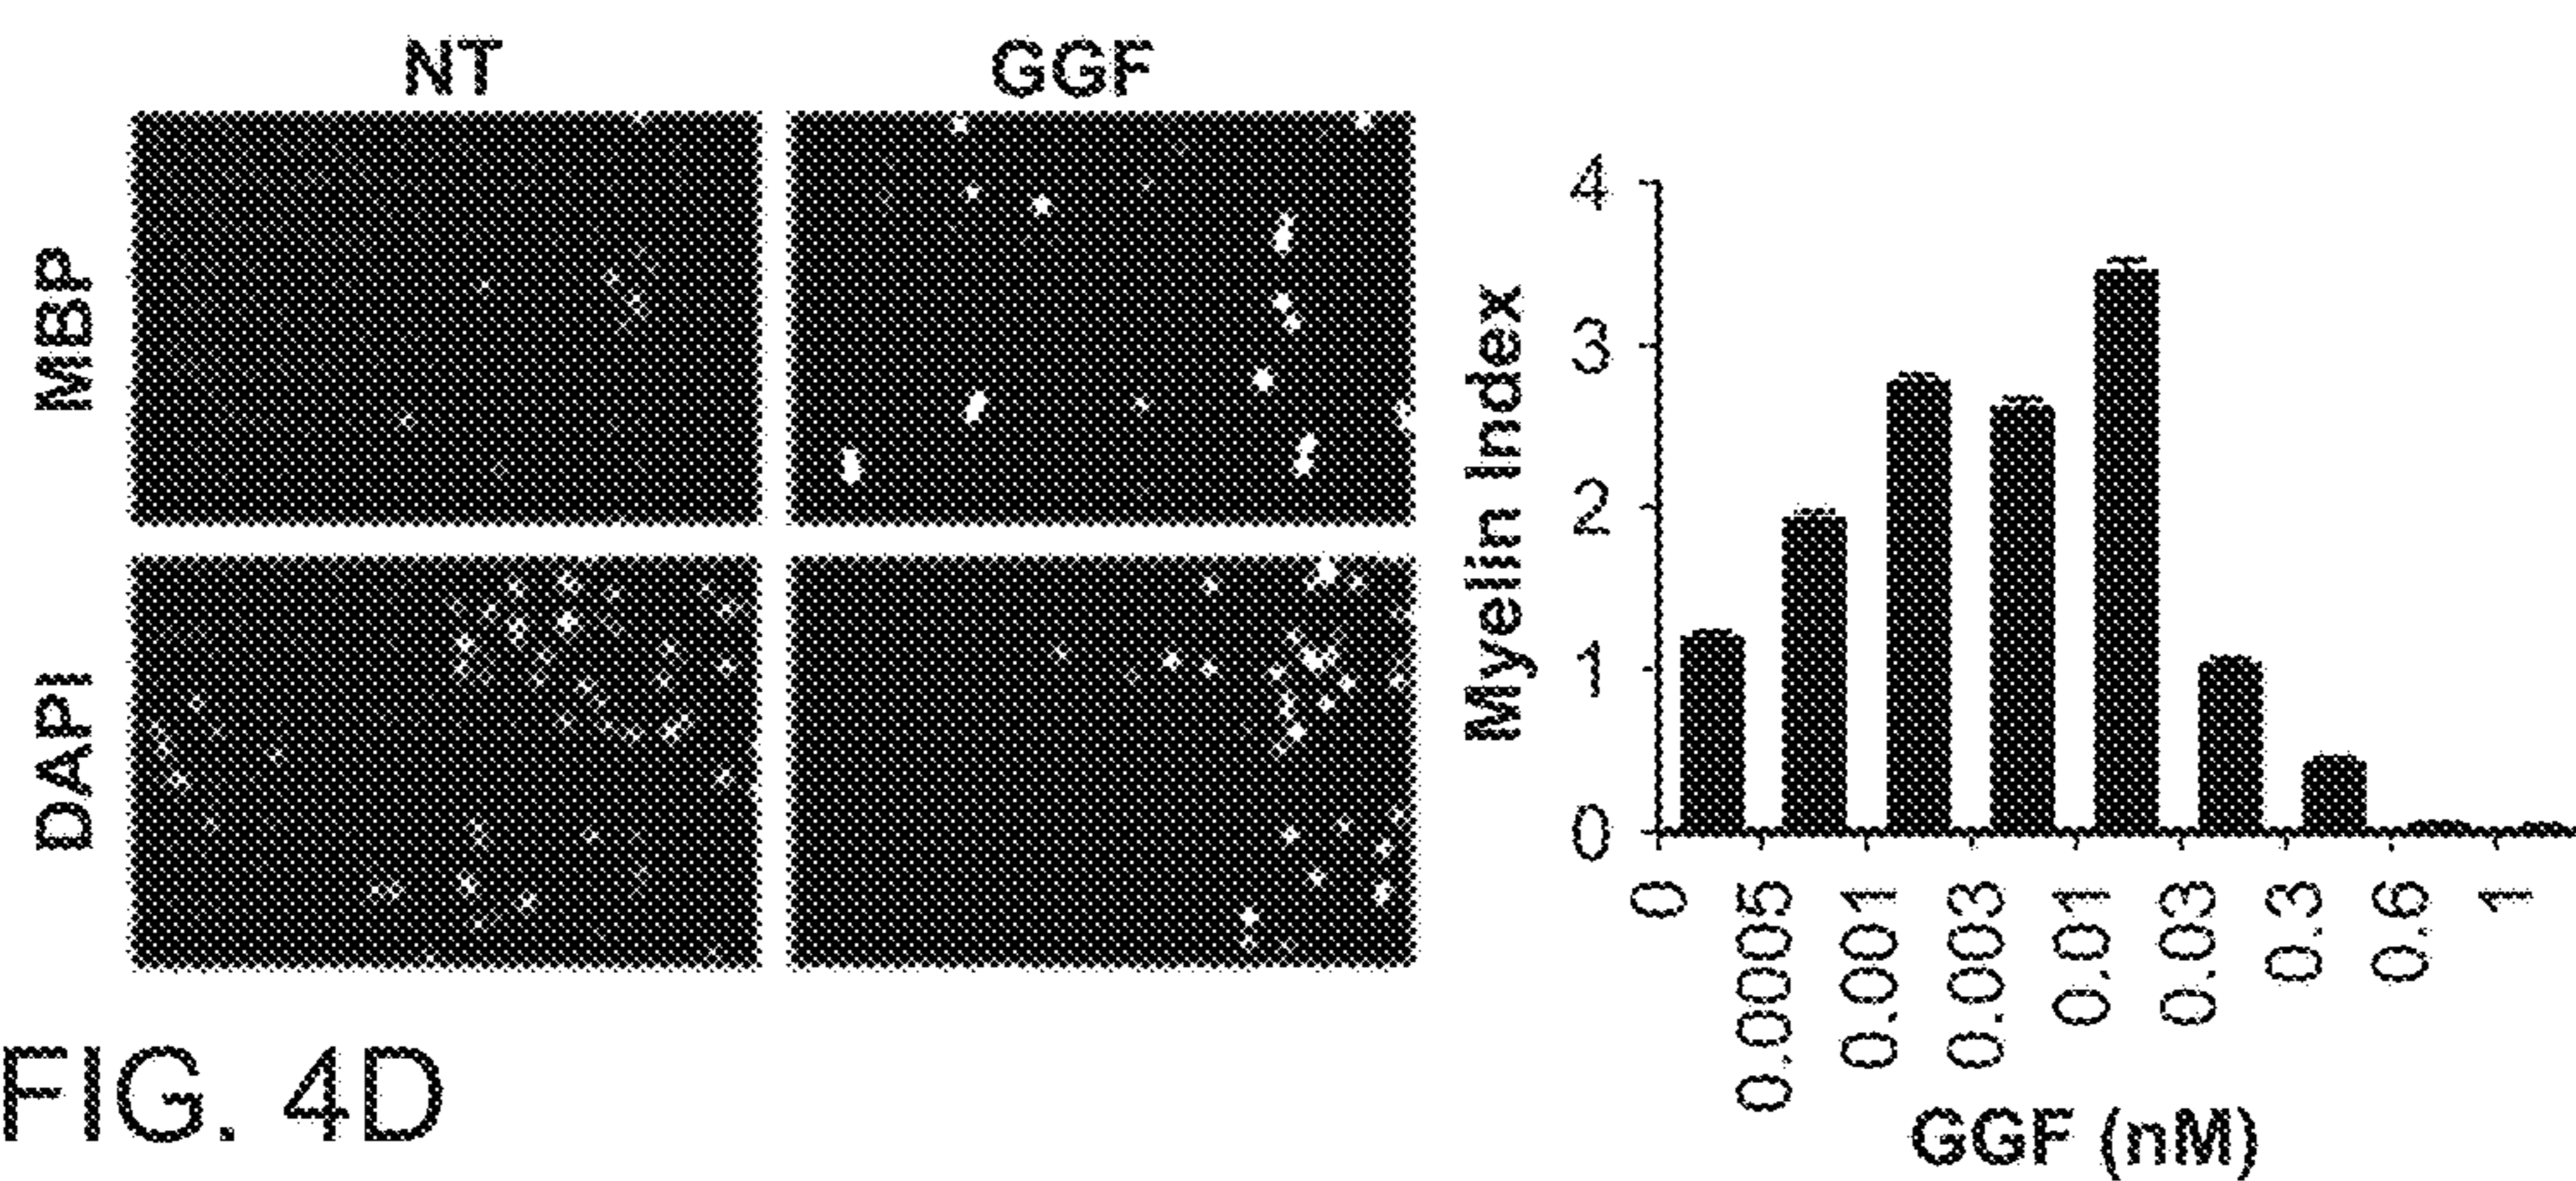 NT
GGF
MBP
DAPI
Myelin Index
4
3
2
1
0
0
0.0005
0.001
0.003
0.01
0.03
0.3
0.6
1
GGF (nM)
FIG. 4D